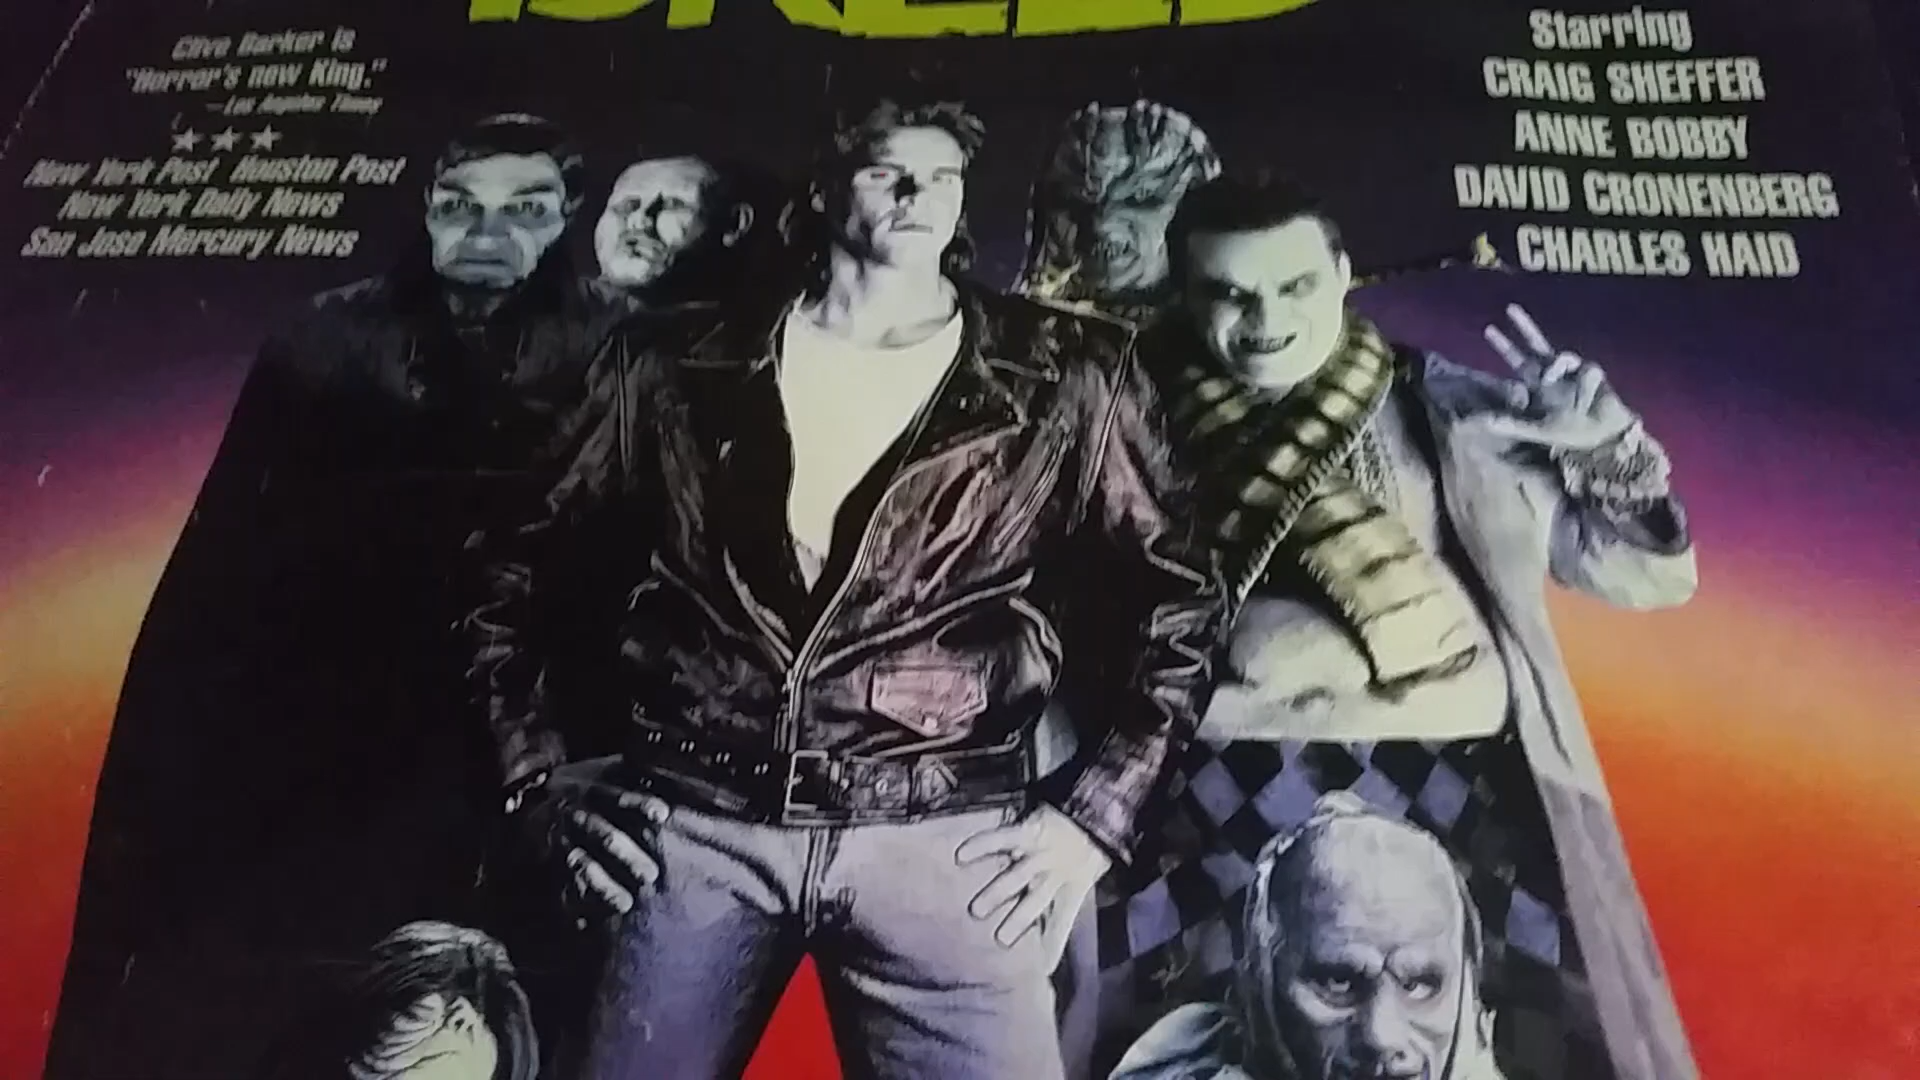 BREED
Clive Barker is
"Horror's new King."
—Los Angeles Times
★★★
New York Post Houston Post
New York Daily News
San Jose Mercury News
Starring
CRAIG SHEFFER
ANNE BOBBY
DAVID CRONENBERG
CHARLES HAID